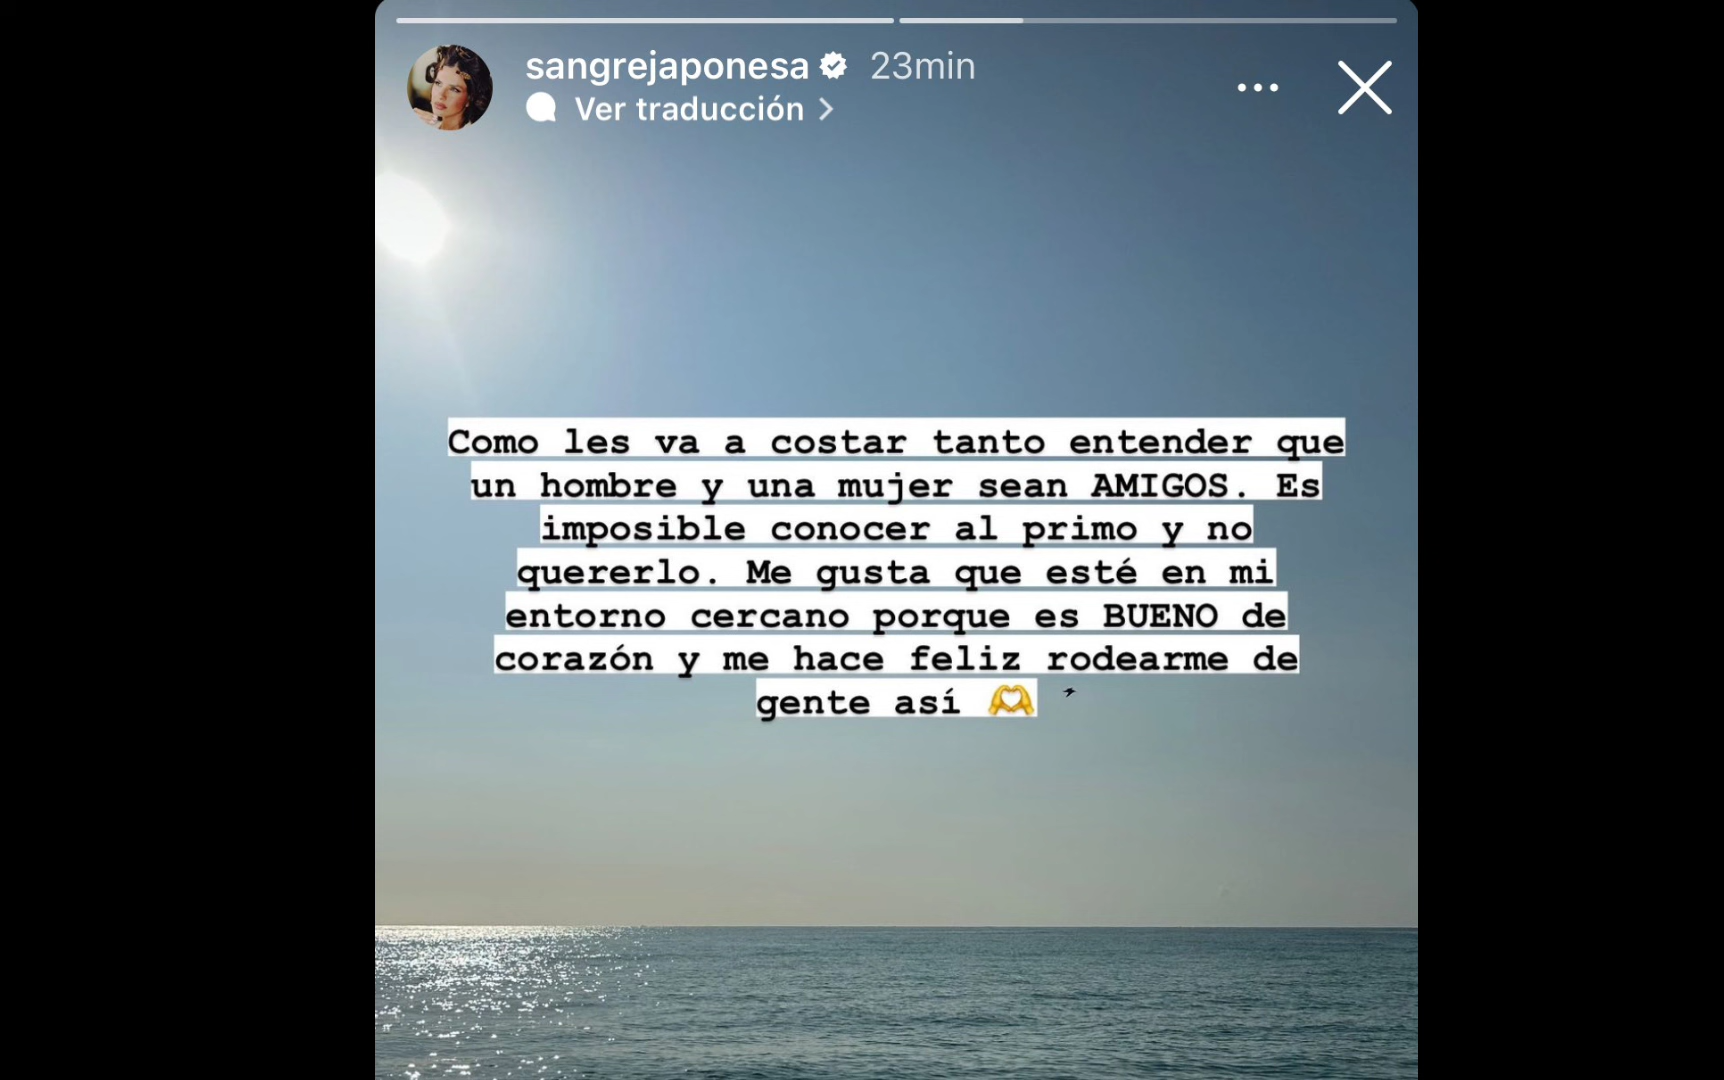 sangrejaponesa 23min
Ver traducción
Como les va a costar tanto entender que
un hombre y una mujer sean AMIGOS. Es
imposible conocer al primo y no
quererlo. Me gusta que esté en mi
entorno cercano porque es BUENO de
corazón y me hace feliz rodearme de
gente así 🫶